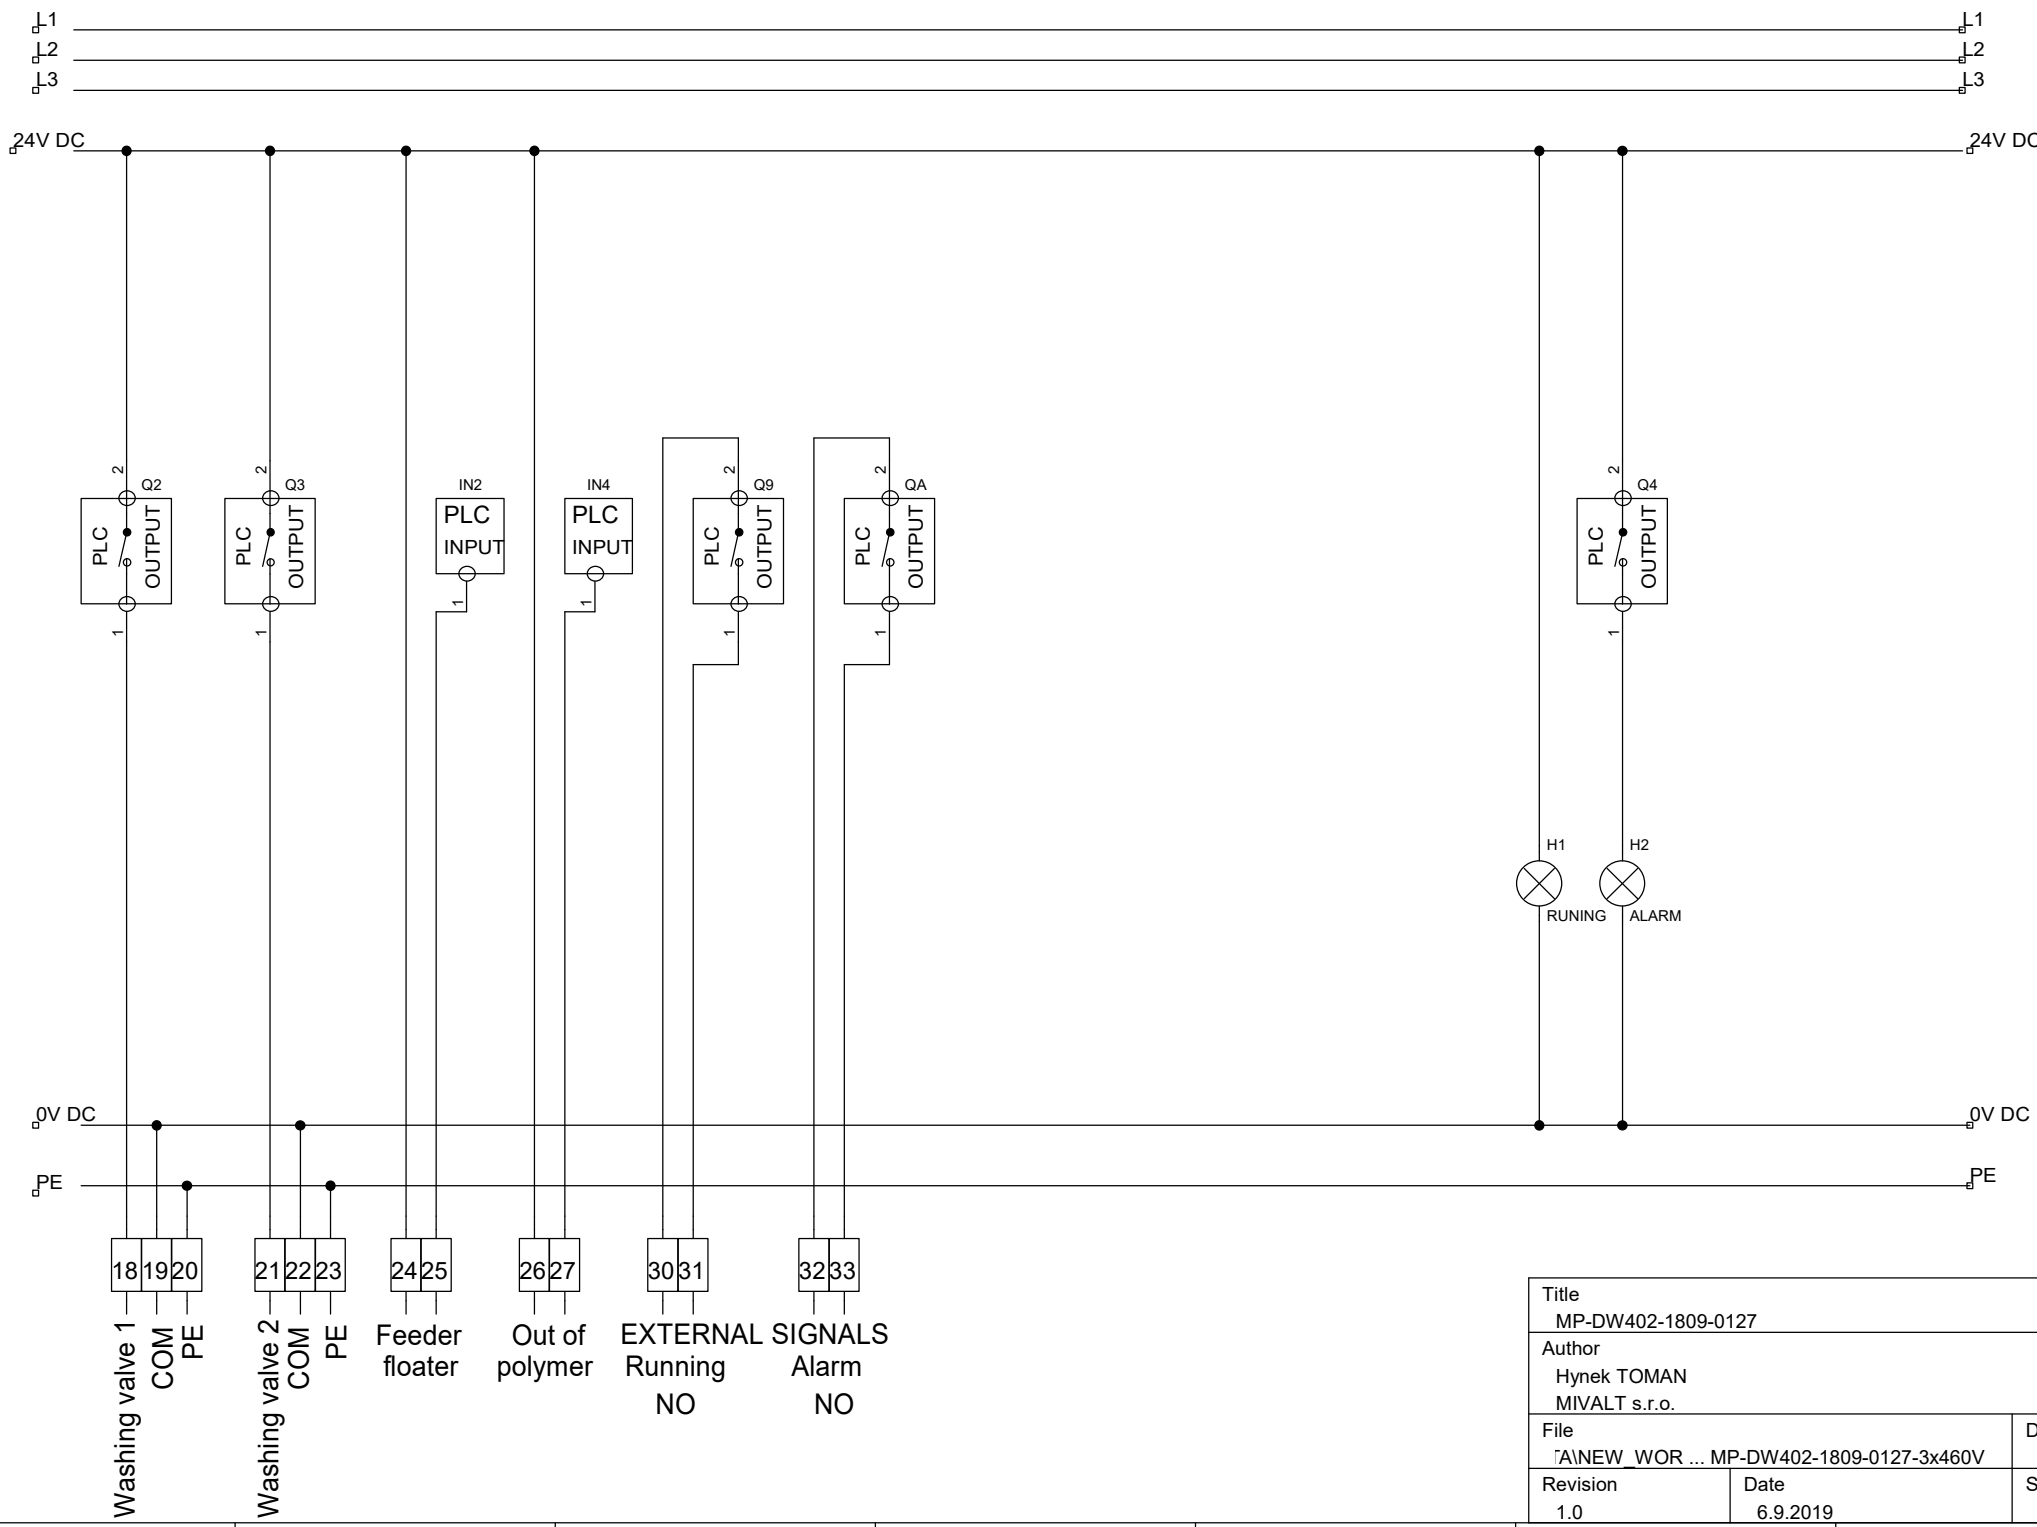 L1 L1
L2 L2
L3 L3
24V DC 24V DC
2 Q2 2 Q3 IN2 IN4 2 Q9 2 QA 2 Q4
PLC OUTPUT
PLC OUTPUT
PLC
INPUT
PLC
INPUT
PLC OUTPUT
PLC OUTPUT
PLC OUTPUT
1 1 1 1 1 1 1
H1 H2
RUNING ALARM
0V DC 0V DC
PE PE
18 19 20 21 22 23 24 25 26 27 30 31 32 33
Washing valve 1
COM
PE
Washing valve 2
COM
PE
Feeder
floater
Out of
polymer
EXTERNAL SIGNALS
Running Alarm
NO NO
Title
MP-DW402-1809-0127
Author
Hynek TOMAN
MIVALT s.r.o.
File D
A\NEW_WOR ... MP-DW402-1809-0127-3x460V
Revision Date S
1.0 6.9.2019